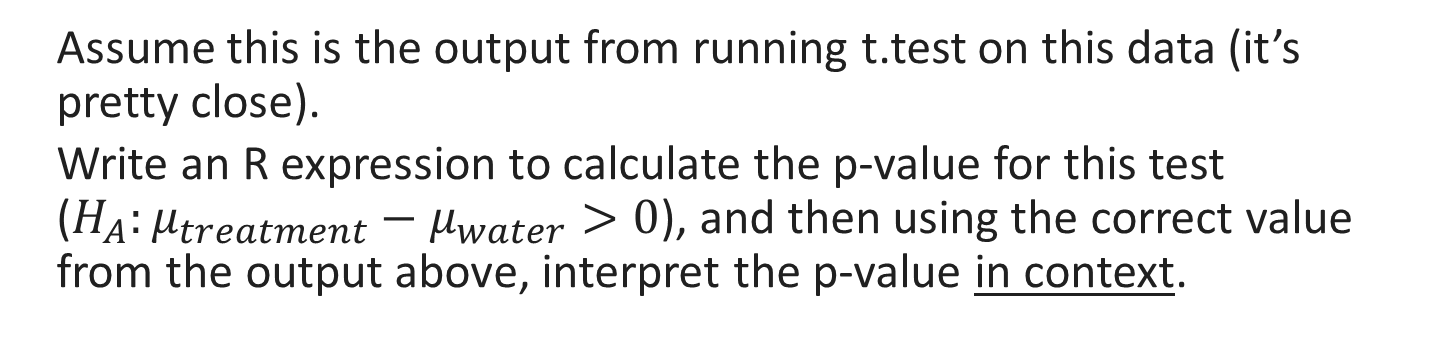 Assume this is the output from running t.test on this data (it’s
pretty close).
Write an R expression to calculate the p-value for this test
(H_A: μ_treatment − μ_water > 0), and then using the correct value
from the output above, interpret the p-value in context.